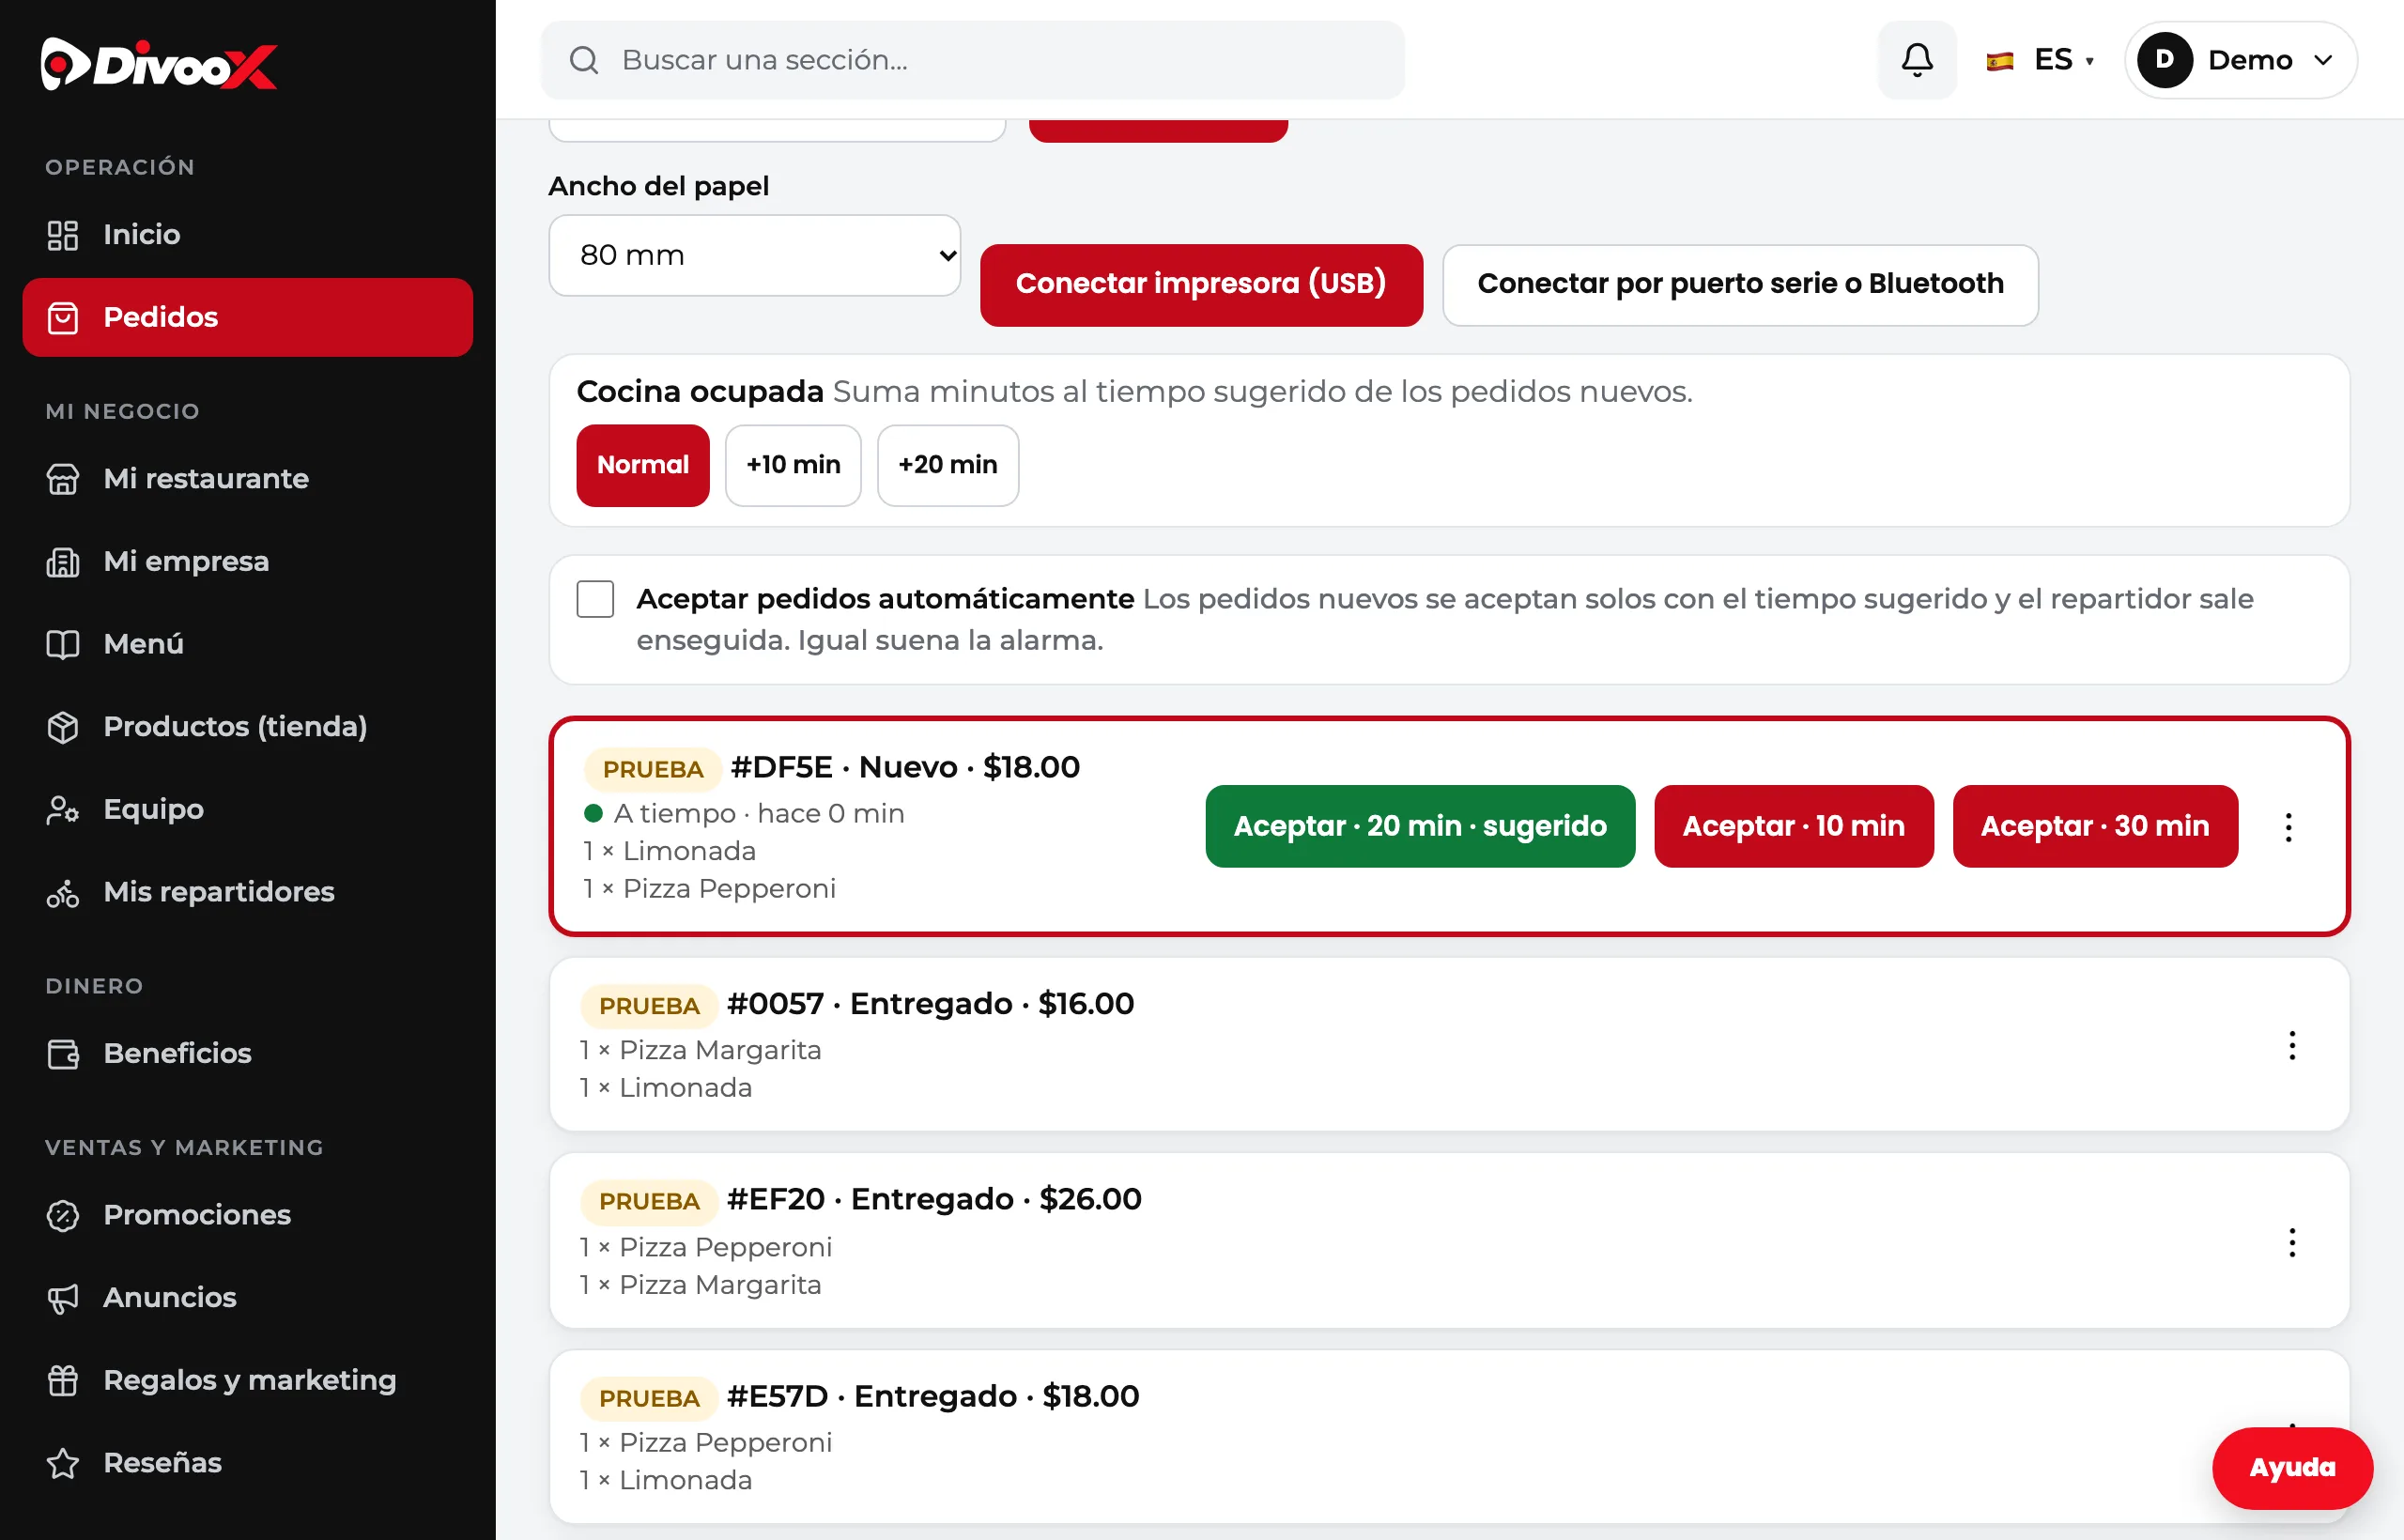 DivooX
Buscar una sección...
ES
D
Demo
OPERACIÓN
Inicio
Pedidos
MI NEGOCIO
Mi restaurante
Mi empresa
Menú
Productos (tienda)
Equipo
Mis repartidores
DINERO
Beneficios
VENTAS Y MARKETING
Promociones
Anuncios
Regalos y marketing
Reseñas
Ancho del papel
80 mm
Conectar impresora (USB)
Conectar por puerto serie o Bluetooth
Cocina ocupada Suma minutos al tiempo sugerido de los pedidos nuevos.
Normal
+10 min
+20 min
Aceptar pedidos automáticamente Los pedidos nuevos se aceptan solos con el tiempo sugerido y el repartidor sale
enseguida. Igual suena la alarma.
PRUEBA #DF5E · Nuevo · $18.00
A tiempo · hace 0 min
1 × Limonada
1 × Pizza Pepperoni
Aceptar · 20 min · sugerido
Aceptar · 10 min
Aceptar · 30 min
PRUEBA #0057 · Entregado · $16.00
1 × Pizza Margarita
1 × Limonada
PRUEBA #EF20 · Entregado · $26.00
1 × Pizza Pepperoni
1 × Pizza Margarita
PRUEBA #E57D · Entregado · $18.00
1 × Pizza Pepperoni
1 × Limonada
Ayuda